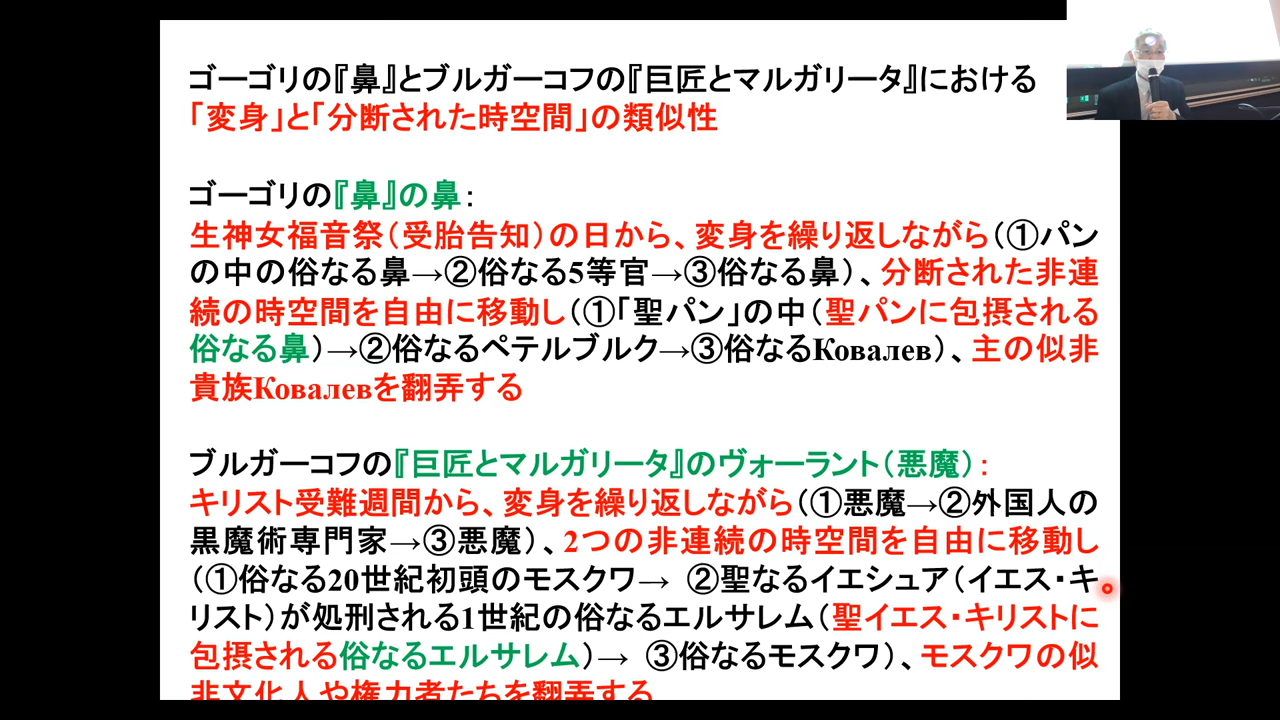 ゴーゴリの『鼻』とブルガーコフの『巨匠とマルガリータ』における
「変身」と「分断された時空間」の類似性
ゴーゴリの『鼻』の鼻：
生神女福音祭（受胎告知）の日から、変身を繰り返しながら（①パン
の中の俗なる鼻→②俗なる5等官→③俗なる鼻）、分断された非連
続の時空間を自由に移動し（①「聖パン」の中（聖パンに包摂される
俗なる鼻）→②俗なるペテルブルク→③俗なるКовалев）、主の似非
貴族Ковалевを翻弄する
ブルガーコフの『巨匠とマルガリータ』のヴォーラント（悪魔）：
キリスト受難週間から、変身を繰り返しながら（①悪魔→②外国人の
黒魔術専門家→③悪魔）、2つの非連続の時空間を自由に移動し
（①俗なる20世紀初頭のモスクワ→ ②聖なるイエシュア（イエス・キ
リスト）が処刑される1世紀の俗なるエルサレム（聖イエス・キリストに
包摂される俗なるエルサレム）→ ③俗なるモスクワ）、モスクワの似
非文化人や権力者たちを翻弄する